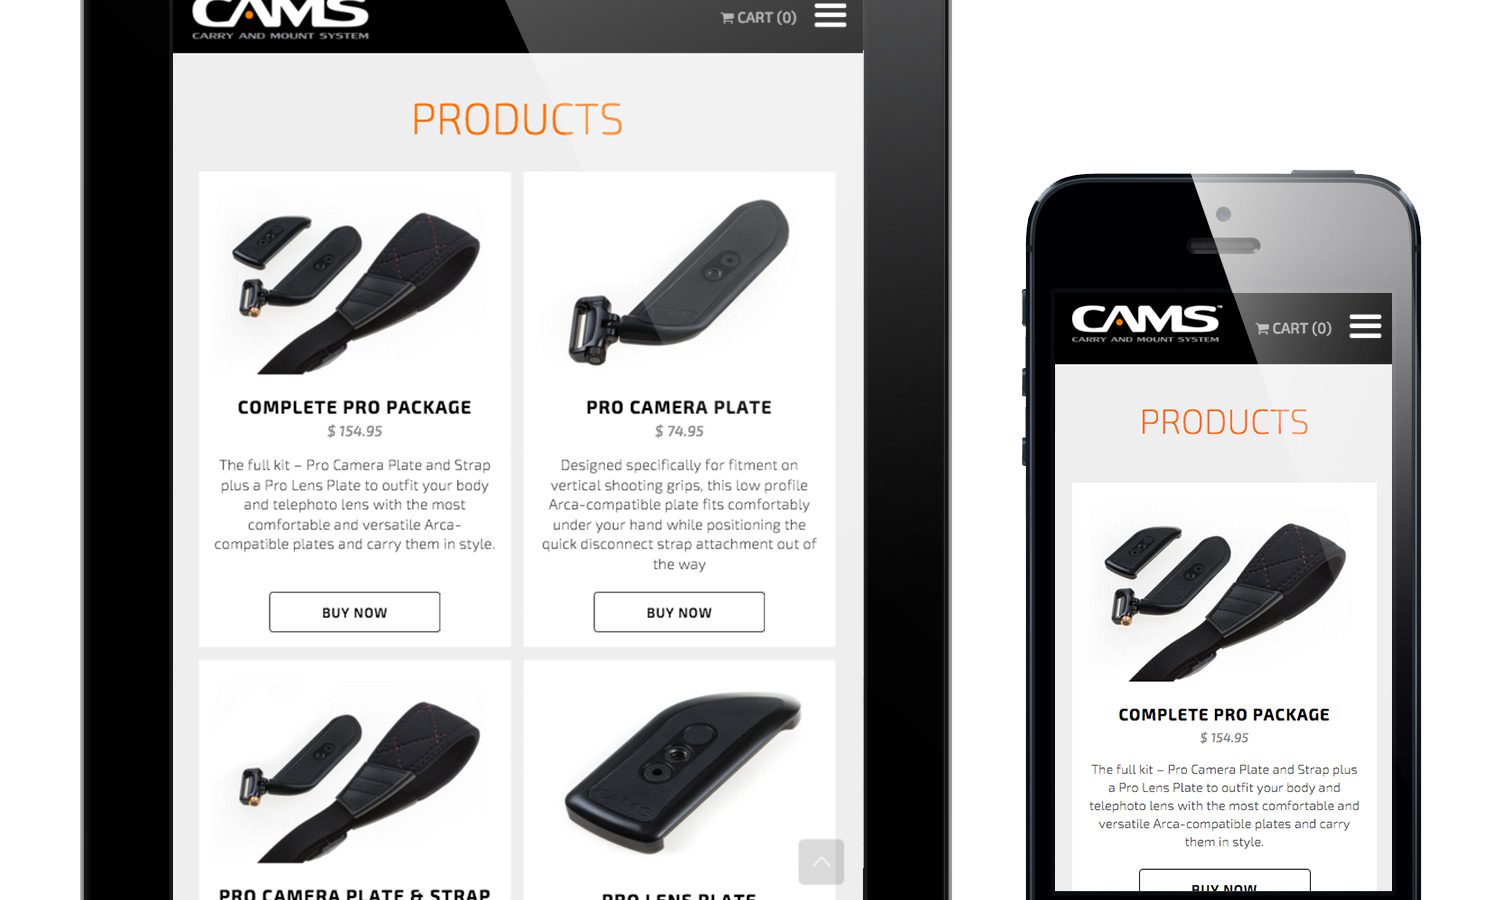 CAMS
CARRY AND MOUNT SYSTEM
CART (0)
PRODUCTS
COMPLETE PRO PACKAGE
$ 154.95
The full kit – Pro Camera Plate and Strap
plus a Pro Lens Plate to outfit your body
and telephoto lens with the most
comfortable and versatile Arca-
compatible plates and carry them in style.
BUY NOW
PRO CAMERA PLATE
$ 74.95
Designed specifically for fitment on
vertical shooting grips, this low profile
Arca-compatible plate fits comfortably
under your hand while positioning the
quick disconnect strap attachment out of
the way
BUY NOW
PRO CAMERA PLATE & STRAP
PRO LENS PLATE
CAMS™
CARRY AND MOUNT SYSTEM
CART (0)
PRODUCTS
COMPLETE PRO PACKAGE
$ 154.95
The full kit – Pro Camera Plate and Strap plus
a Pro Lens Plate to outfit your body and
telephoto lens with the most comfortable and
versatile Arca-compatible plates and carry
them in style.
BUY NOW